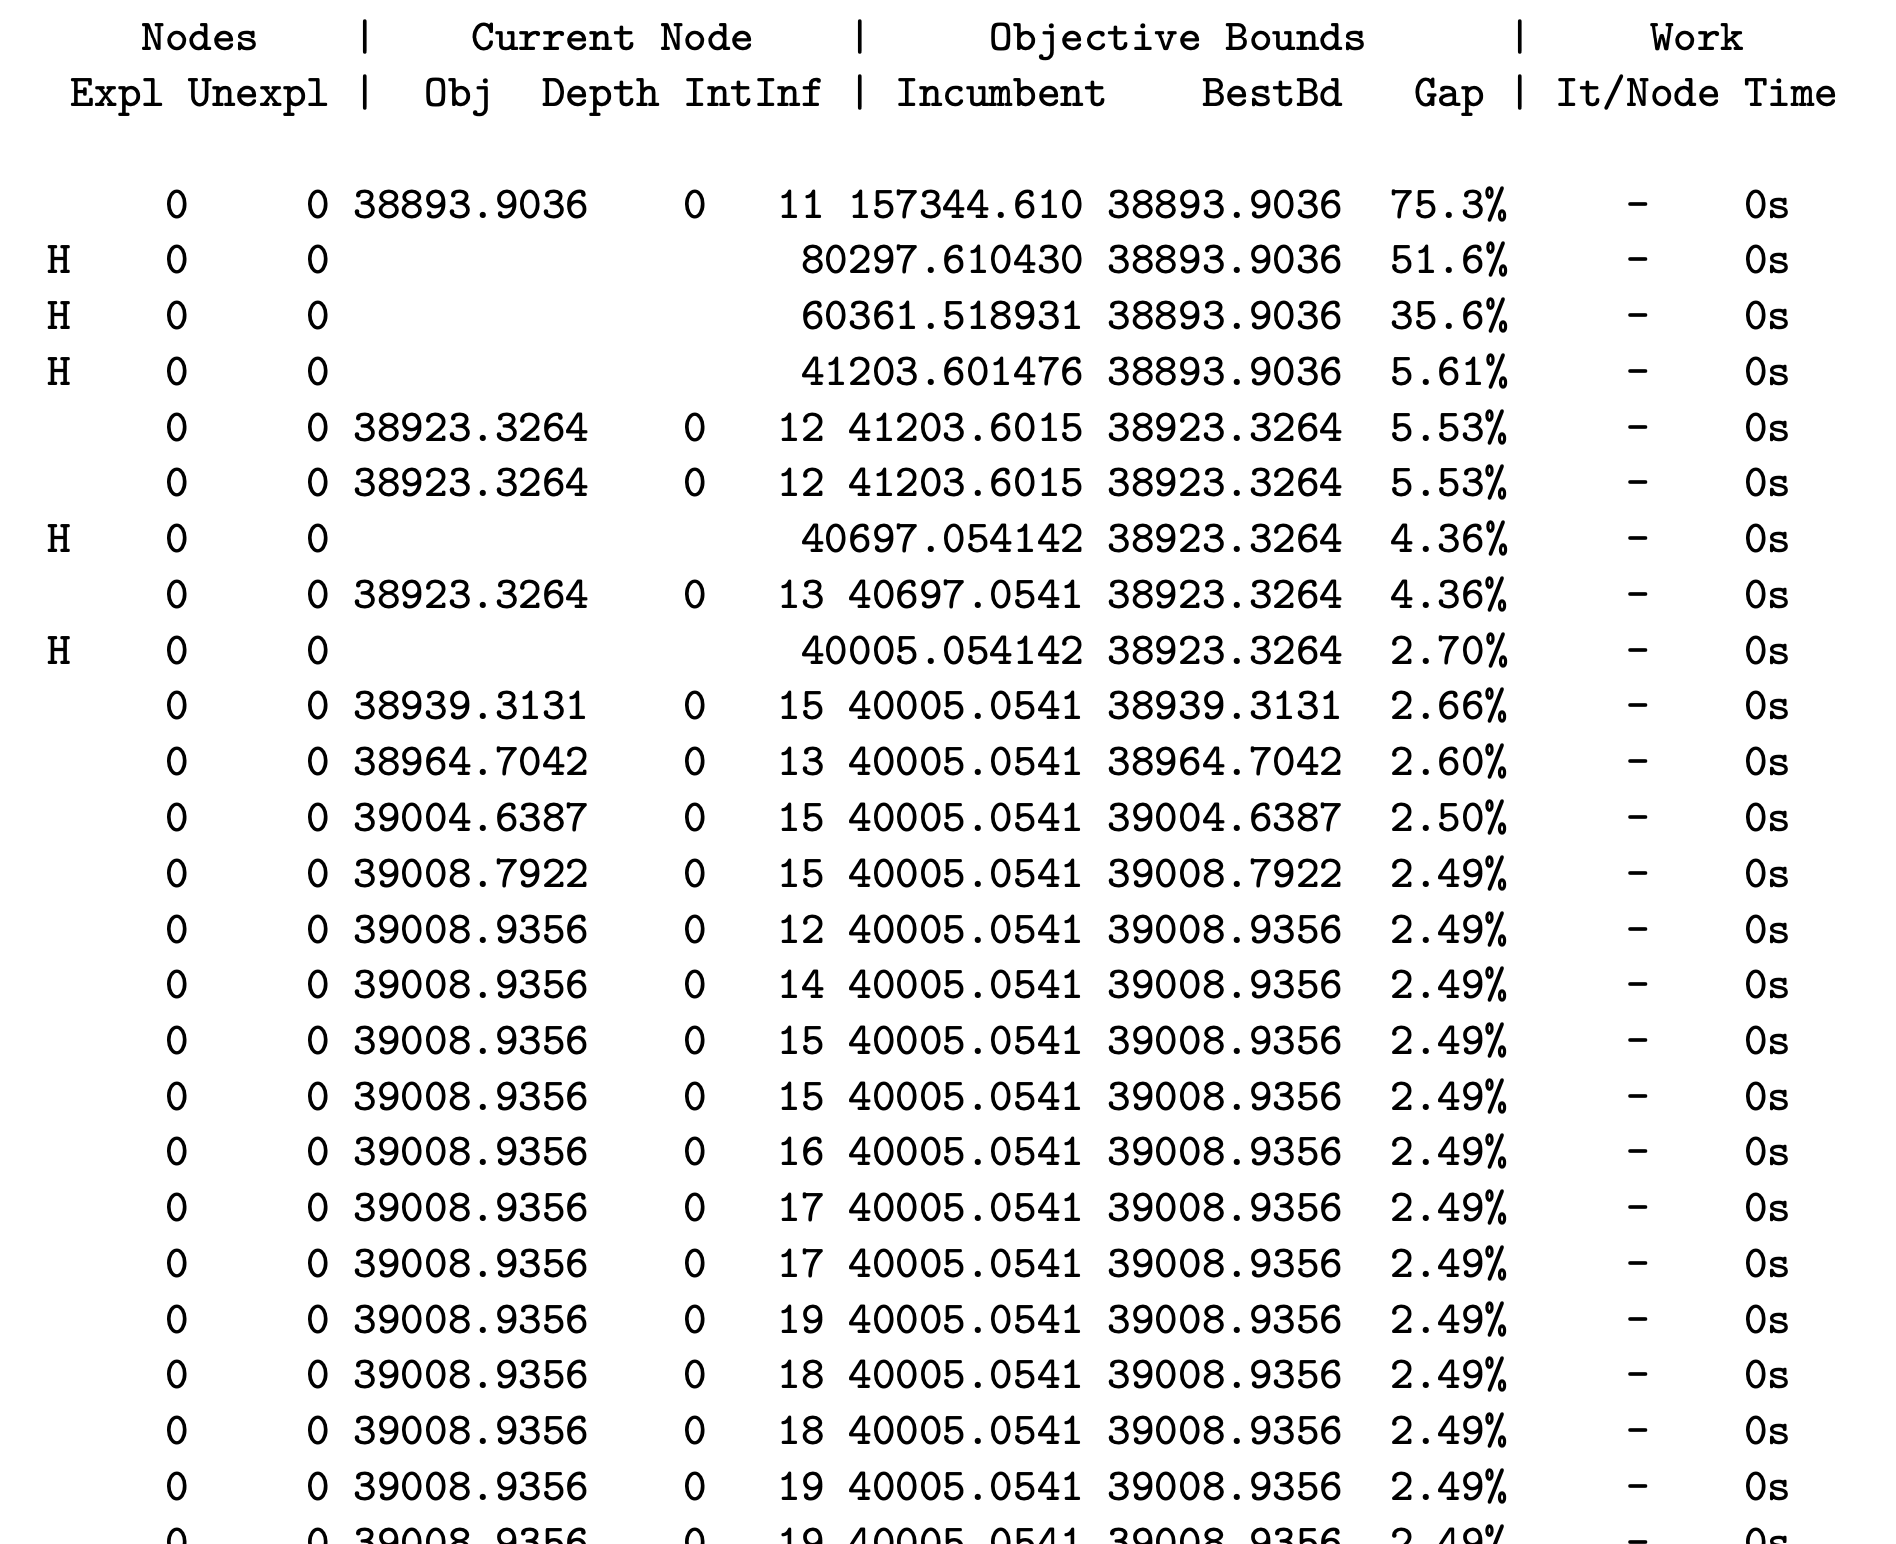 Nodes | Current Node | Objective Bounds | Work
Expl Unexpl | Obj Depth IntInf | Incumbent BestBd Gap | It/Node Time
0 0 38893.9036 0 11 157344.610 38893.9036 75.3% - 0s
H 0 0 80297.610430 38893.9036 51.6% - 0s
H 0 0 60361.518931 38893.9036 35.6% - 0s
H 0 0 41203.601476 38893.9036 5.61% - 0s
0 0 38923.3264 0 12 41203.6015 38923.3264 5.53% - 0s
0 0 38923.3264 0 12 41203.6015 38923.3264 5.53% - 0s
H 0 0 40697.054142 38923.3264 4.36% - 0s
0 0 38923.3264 0 13 40697.0541 38923.3264 4.36% - 0s
H 0 0 40005.054142 38923.3264 2.70% - 0s
0 0 38939.3131 0 15 40005.0541 38939.3131 2.66% - 0s
0 0 38964.7042 0 13 40005.0541 38964.7042 2.60% - 0s
0 0 39004.6387 0 15 40005.0541 39004.6387 2.50% - 0s
0 0 39008.7922 0 15 40005.0541 39008.7922 2.49% - 0s
0 0 39008.9356 0 12 40005.0541 39008.9356 2.49% - 0s
0 0 39008.9356 0 14 40005.0541 39008.9356 2.49% - 0s
0 0 39008.9356 0 15 40005.0541 39008.9356 2.49% - 0s
0 0 39008.9356 0 15 40005.0541 39008.9356 2.49% - 0s
0 0 39008.9356 0 16 40005.0541 39008.9356 2.49% - 0s
0 0 39008.9356 0 17 40005.0541 39008.9356 2.49% - 0s
0 0 39008.9356 0 17 40005.0541 39008.9356 2.49% - 0s
0 0 39008.9356 0 19 40005.0541 39008.9356 2.49% - 0s
0 0 39008.9356 0 18 40005.0541 39008.9356 2.49% - 0s
0 0 39008.9356 0 18 40005.0541 39008.9356 2.49% - 0s
0 0 39008.9356 0 19 40005.0541 39008.9356 2.49% - 0s
0 0 39008.9356 0 19 40005.0541 39008.9356 2.49% - 0s